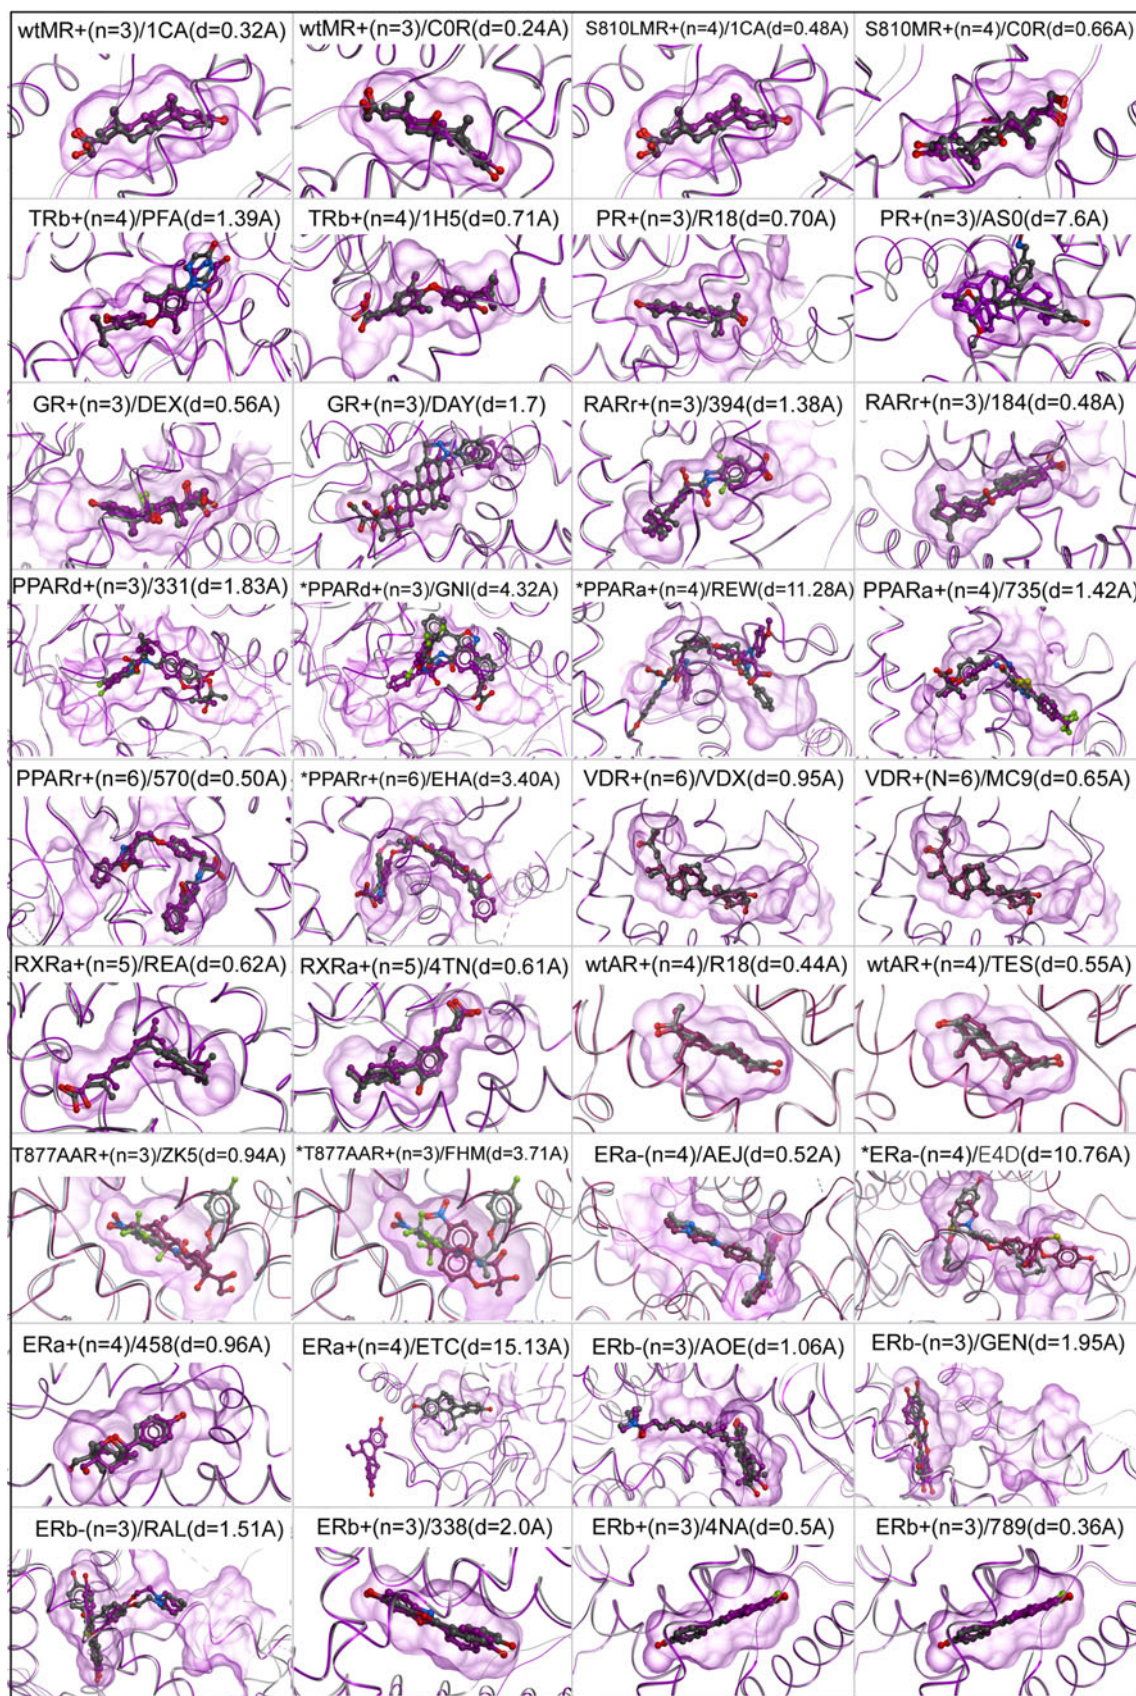 wtMR+(n=3)/1CA(d=0.32A)
wtMR+(n=3)/C0R(d=0.24A)
S810LMR+(n=4)/1CA(d=0.48A)
S810MR+(n=4)/C0R(d=0.66A)
TRb+(n=4)/PFA(d=1.39A)
TRb+(n=4)/1H5(d=0.71A)
PR+(n=3)/R18(d=0.70A)
PR+(n=3)/AS0(d=7.6A)
GR+(n=3)/DEX(d=0.56A)
GR+(n=3)/DAY(d=1.7)
RARr+(n=3)/394(d=1.38A)
RARr+(n=3)/184(d=0.48A)
PPARd+(n=3)/331(d=1.83A)
*PPARd+(n=3)/GNI(d=4.32A)
*PPARa+(n=4)/REW(d=11.28A)
PPARa+(n=4)/735(d=1.42A)
PPARr+(n=6)/570(d=0.50A)
*PPARr+(n=6)/EHA(d=3.40A)
VDR+(n=6)/VDX(d=0.95A)
VDR+(N=6)/MC9(d=0.65A)
RXRa+(n=5)/REA(d=0.62A)
RXRa+(n=5)/4TN(d=0.61A)
wtAR+(n=4)/R18(d=0.44A)
wtAR+(n=4)/TES(d=0.55A)
T877AAR+(n=3)/ZK5(d=0.94A)
*T877AAR+(n=3)/FHM(d=3.71A)
ERa-(n=4)/AEJ(d=0.52A)
*ERa-(n=4)/E4D(d=10.76A)
ERa+(n=4)/458(d=0.96A)
ERa+(n=4)/ETC(d=15.13A)
ERb-(n=3)/AOE(d=1.06A)
ERb-(n=3)/GEN(d=1.95A)
ERb-(n=3)/RAL(d=1.51A)
ERb+(n=3)/338(d=2.0A)
ERb+(n=3)/4NA(d=0.5A)
ERb+(n=3)/789(d=0.36A)